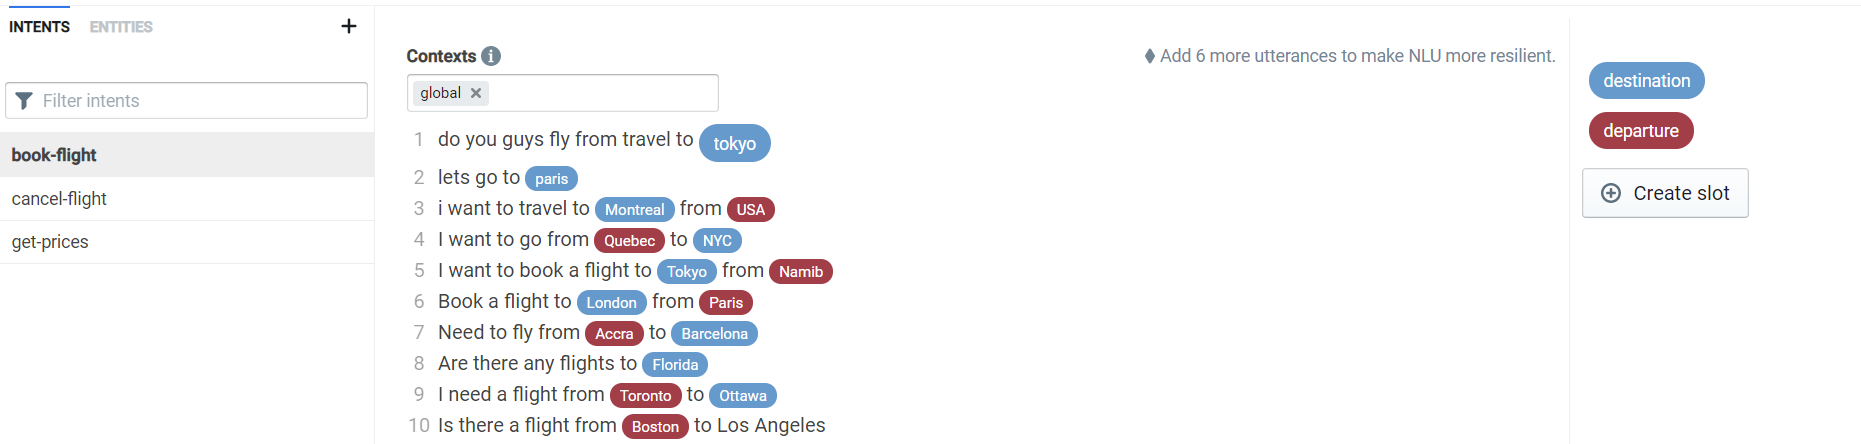 INTENTS ENTITIES +
Filter intents
book-flight
cancel-flight
get-prices
Contexts i
global ×
Add 6 more utterances to make NLU more resilient.
1 do you guys fly from travel to tokyo
2 lets go to paris
3 i want to travel to Montreal from USA
4 I want to go from Quebec to NYC
5 I want to book a flight to Tokyo from Namib
6 Book a flight to London from Paris
7 Need to fly from Accra to Barcelona
8 Are there any flights to Florida
9 I need a flight from Toronto to Ottawa
10 Is there a flight from Boston to Los Angeles
destination
departure
Create slot